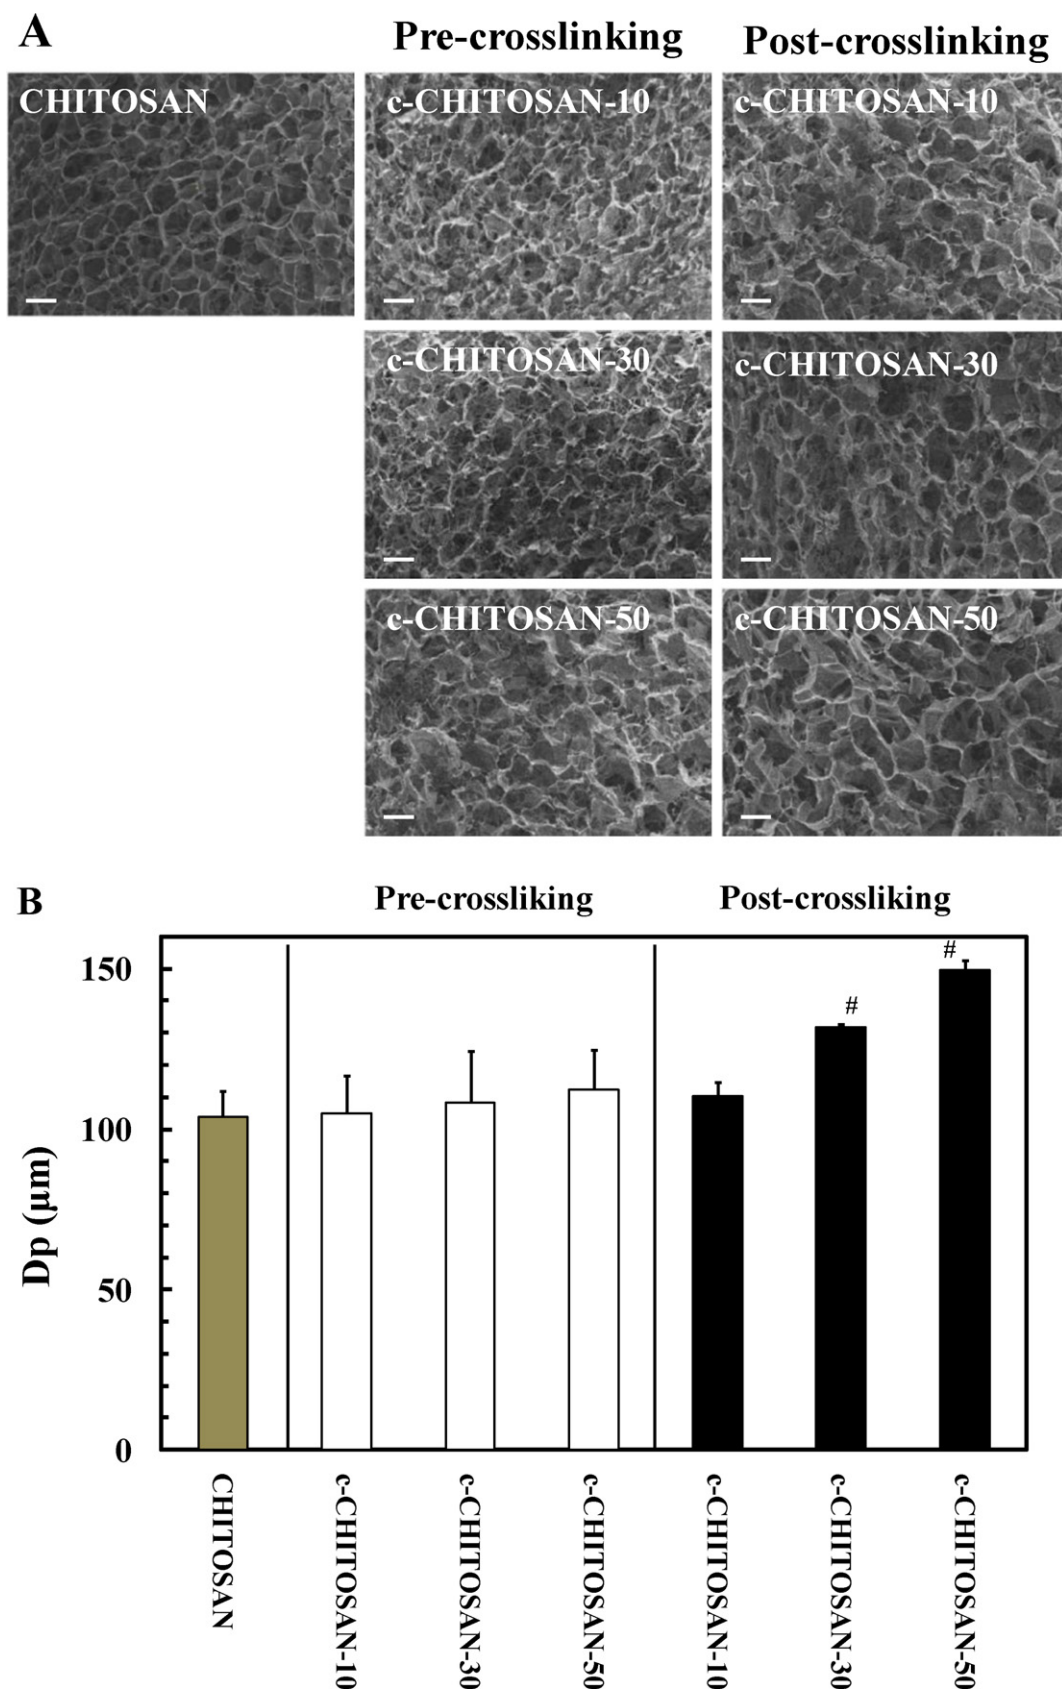 A
Pre-crosslinking
Post-crosslinking
CHITOSAN
c-CHITOSAN-10
c-CHITOSAN-10
c-CHITOSAN-30
c-CHITOSAN-30
c-CHITOSAN-50
c-CHITOSAN-50
B
Pre-crossliking
Post-crossliking
Dp (μm)
150
100
50
0
#
#
CHITOSAN
c-CHITOSAN-10
c-CHITOSAN-30
c-CHITOSAN-50
c-CHITOSAN-10
c-CHITOSAN-30
c-CHITOSAN-50